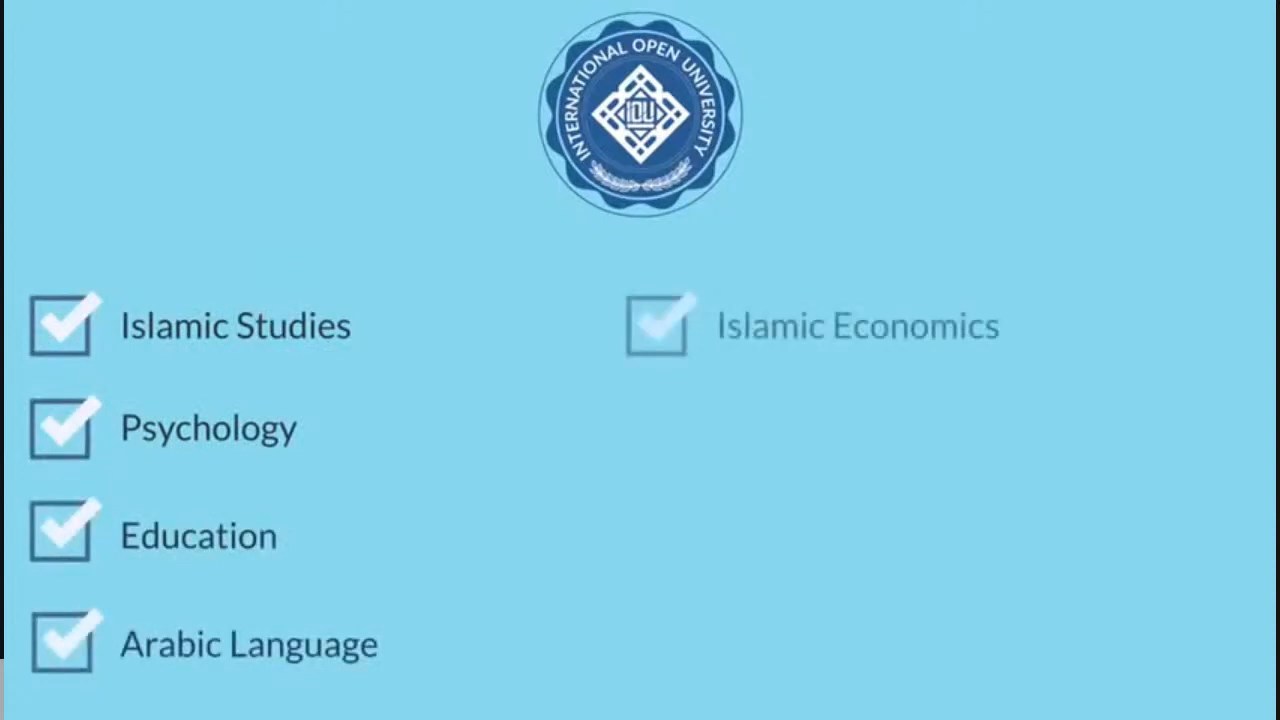 INTERNATIONAL OPEN UNIVERSITY
IOU
Islamic Studies
Psychology
Education
Arabic Language
Islamic Economics